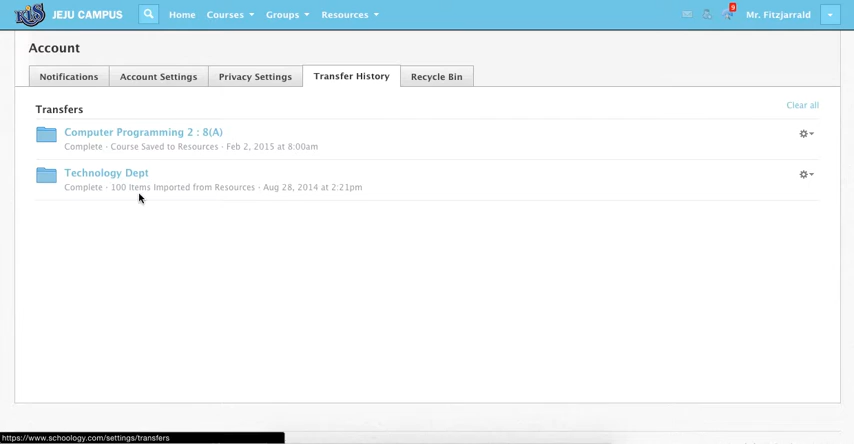 KIS JEJU CAMPUS Home Courses Groups Resources 9 Mr. Fitzjarrald
Account
Notifications Account Settings Privacy Settings Transfer History Recycle Bin
Transfers Clear all
Computer Programming 2 : 8(A)
Complete · Course Saved to Resources · Feb 2, 2015 at 8:00am
Technology Dept
Complete · 100 Items Imported from Resources · Aug 28, 2014 at 2:21pm
https://www.schoology.com/settings/transfers